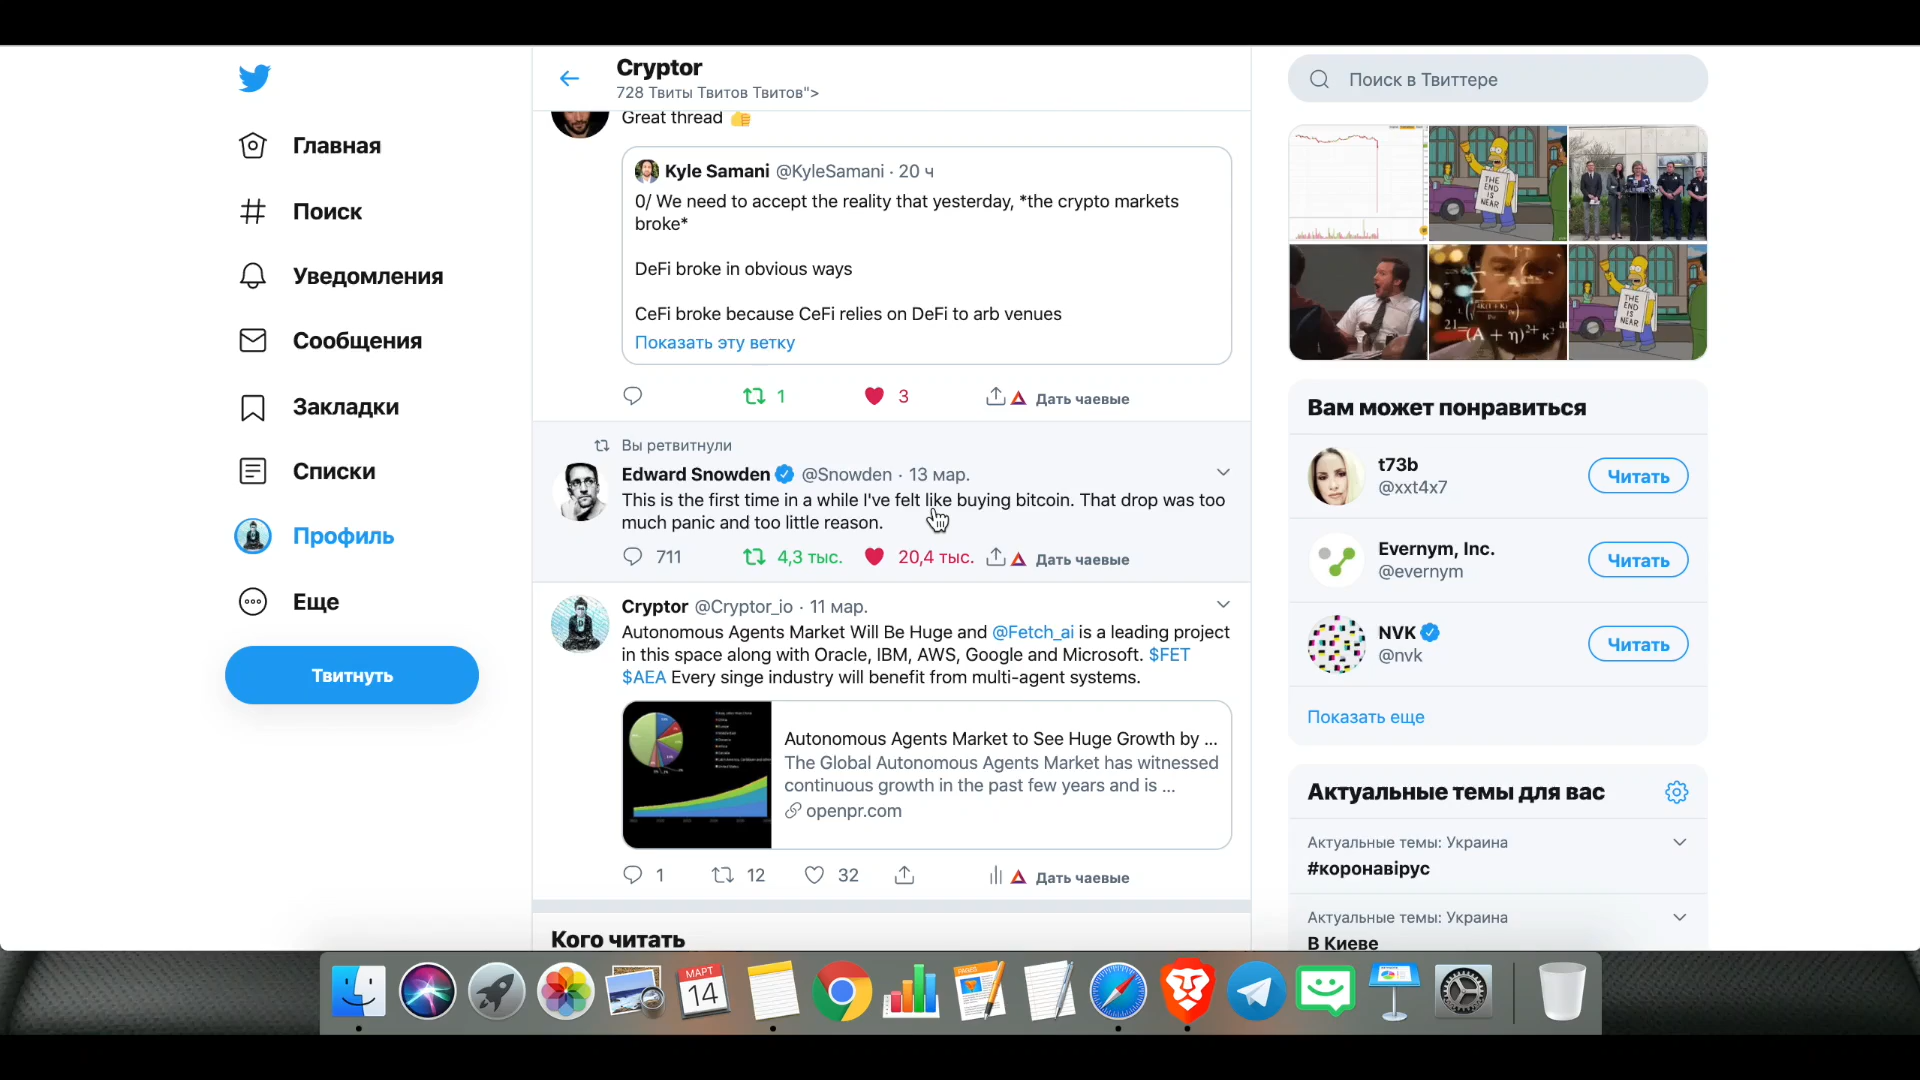 Главная
Поиск
Уведомления
Сообщения
Закладки
Списки
Профиль
Еще
Твитнуть
Cryptor
728 Твиты Твитов Твитов">
Great thread 👍
Kyle Samani @KyleSamani · 20 ч
0/ We need to accept the reality that yesterday, *the crypto markets
broke*
DeFi broke in obvious ways
CeFi broke because CeFi relies on DeFi to arb venues
Показать эту ветку
1 3 Дать чаевые
Вы ретвитнули
Edward Snowden @Snowden · 13 мар.
This is the first time in a while I've felt like buying bitcoin. That drop was too
much panic and too little reason.
711 4,3 тыс. 20,4 тыс. Дать чаевые
Cryptor @Cryptor_io · 11 мар.
Autonomous Agents Market Will Be Huge and @Fetch_ai is a leading project
in this space along with Oracle, IBM, AWS, Google and Microsoft. $FET
$AEA Every singe industry will benefit from multi-agent systems.
Autonomous Agents Market to See Huge Growth by ...
The Global Autonomous Agents Market has witnessed
continuous growth in the past few years and is ...
openpr.com
1 12 32 Дать чаевые
Кого читать
Поиск в Твиттере
THE
END
IS
NEAR
THE
END
IS
NEAR
Вам может понравиться
t73b
@xxt4x7
Читать
Evernym, Inc.
@evernym
Читать
NVK
@nvk
Читать
Показать еще
Актуальные темы для вас
Актуальные темы: Украина
#коронавірус
Актуальные темы: Украина
В Киеве
МАРТ
14
PAGES